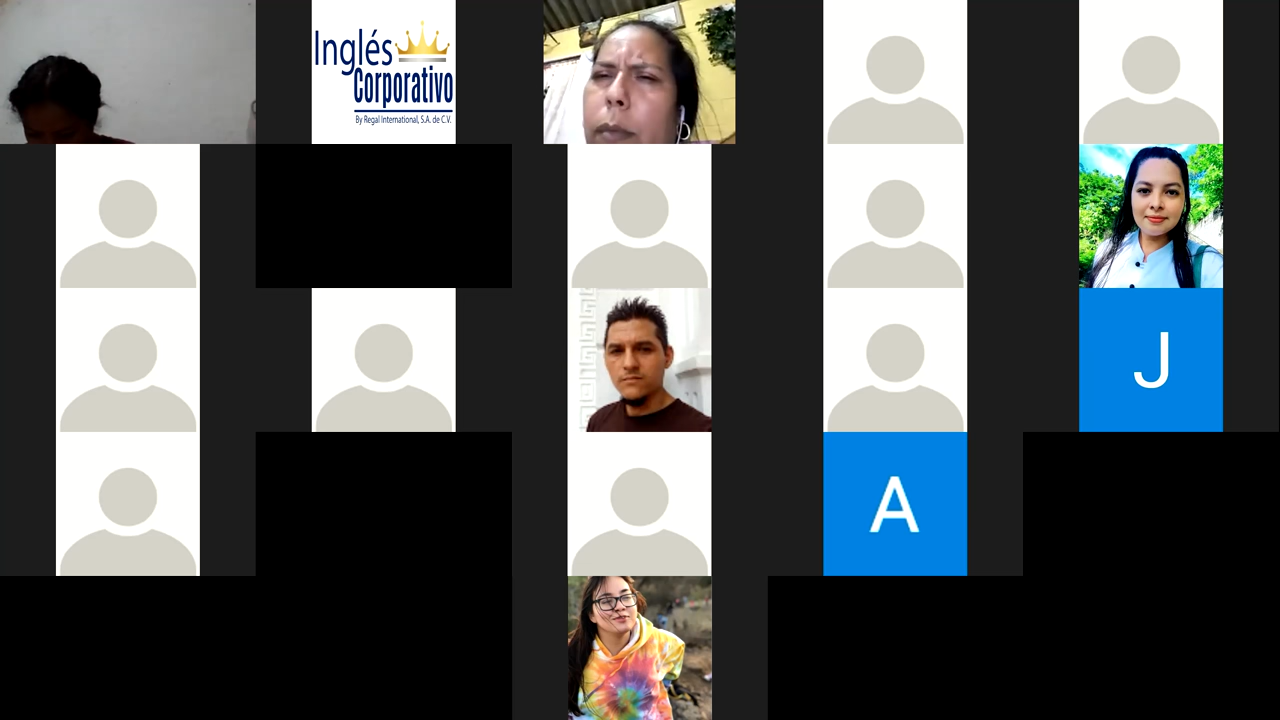 Inglés
Corporativo
By Regal International, S.A. de C.V.
J
A